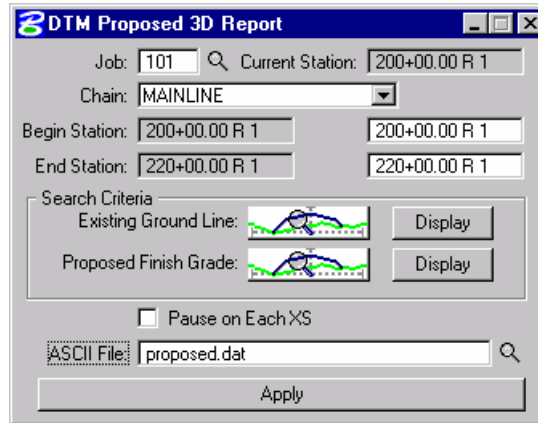 DTM Proposed 3D Report
Job: 101 Current Station: 200+00.00 R 1
Chain: MAINLINE
Begin Station: 200+00.00 R 1 200+00.00 R 1
End Station: 220+00.00 R 1 220+00.00 R 1
Search Criteria
Existing Ground Line: Display
Proposed Finish Grade: Display
Pause on Each XS
ASCII File: proposed.dat
Apply